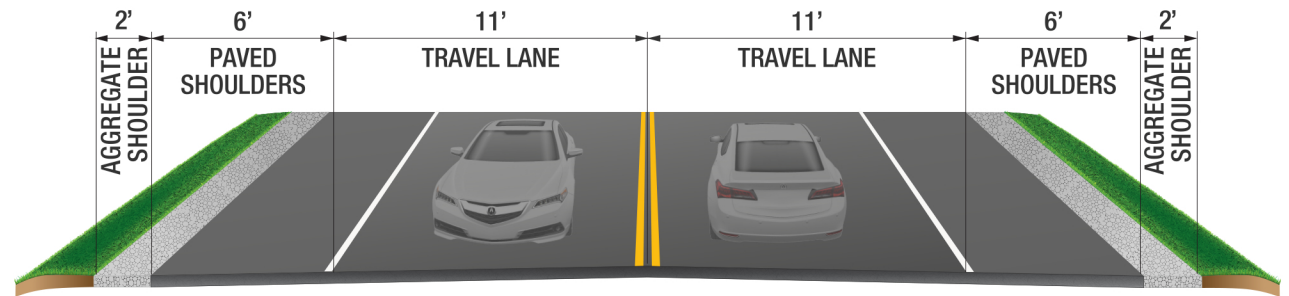 2’
6’
11’
11’
6’
2’
AGGREGATE
SHOULDER
PAVED
SHOULDERS
TRAVEL LANE
TRAVEL LANE
PAVED
SHOULDERS
AGGREGATE
SHOULDER